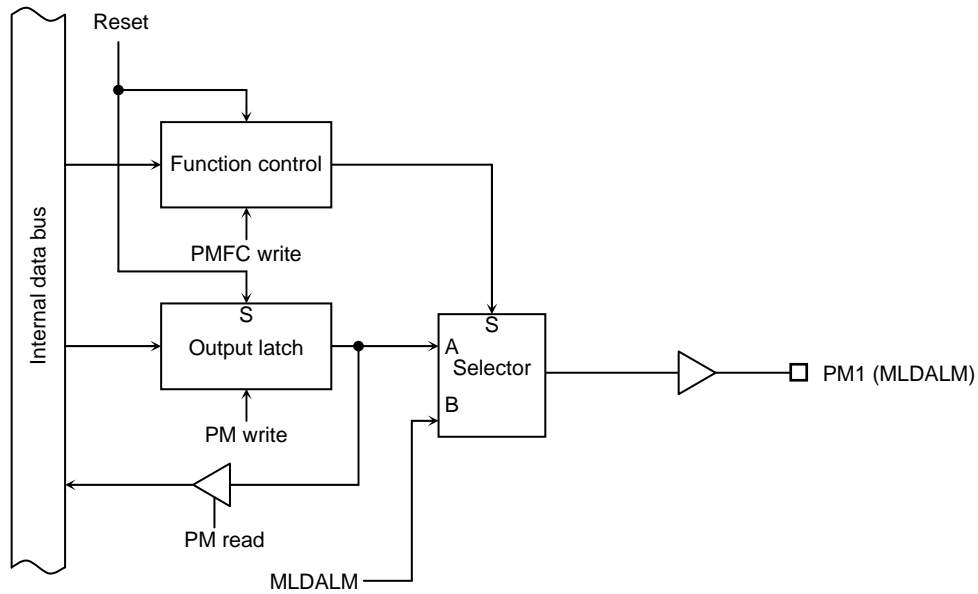 Reset
Internal data bus
Function control
PMFC write
S
Output latch
PM write
PM read
S
A
Selector
B
MLDALM
PM1 (MLDALM)